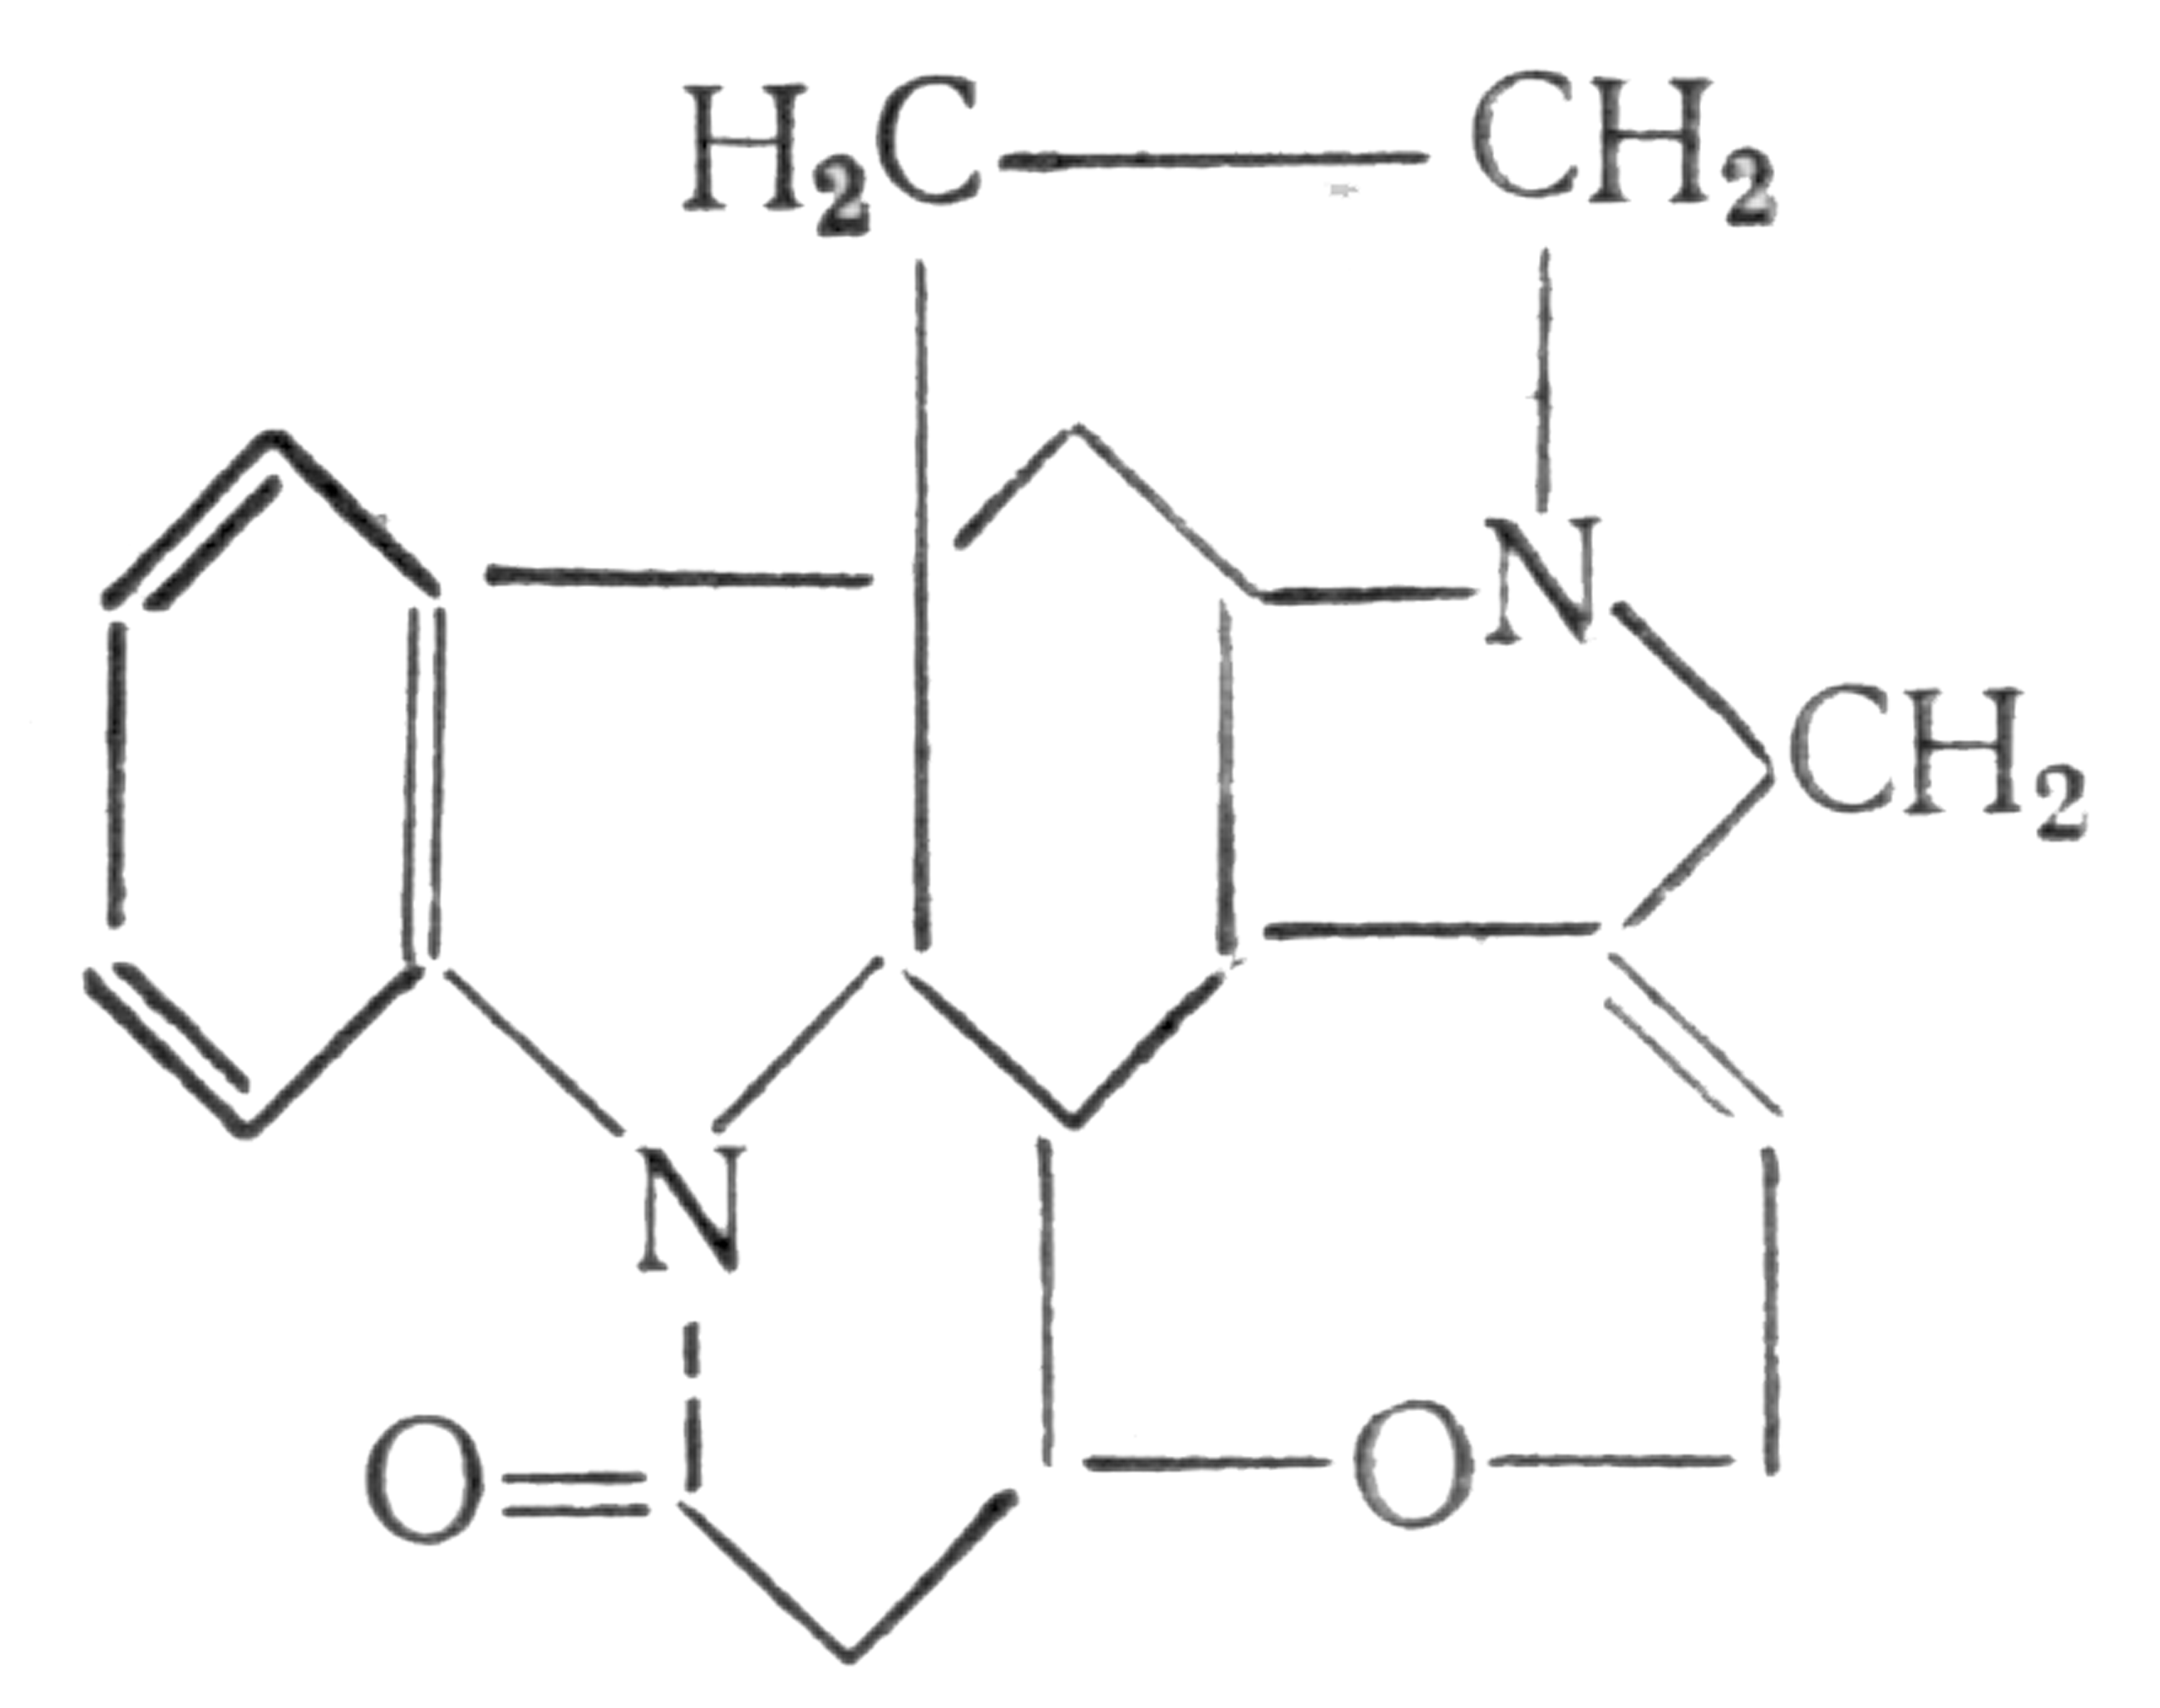 H₂C CH₂
N
CH₂
N
O O